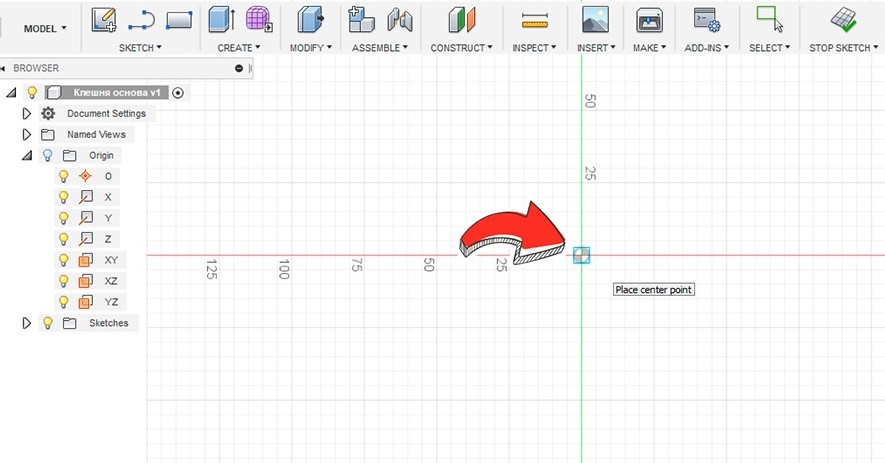 MODEL
SKETCH
CREATE
MODIFY
ASSEMBLE
CONSTRUCT
INSPECT
INSERT
MAKE
ADD-INS
SELECT
STOP SKETCH
BROWSER
Клешня основа v1
Document Settings
Named Views
Origin
O
X
Y
Z
XY
XZ
YZ
Sketches
50
25
125
100
75
50
25
Place center point